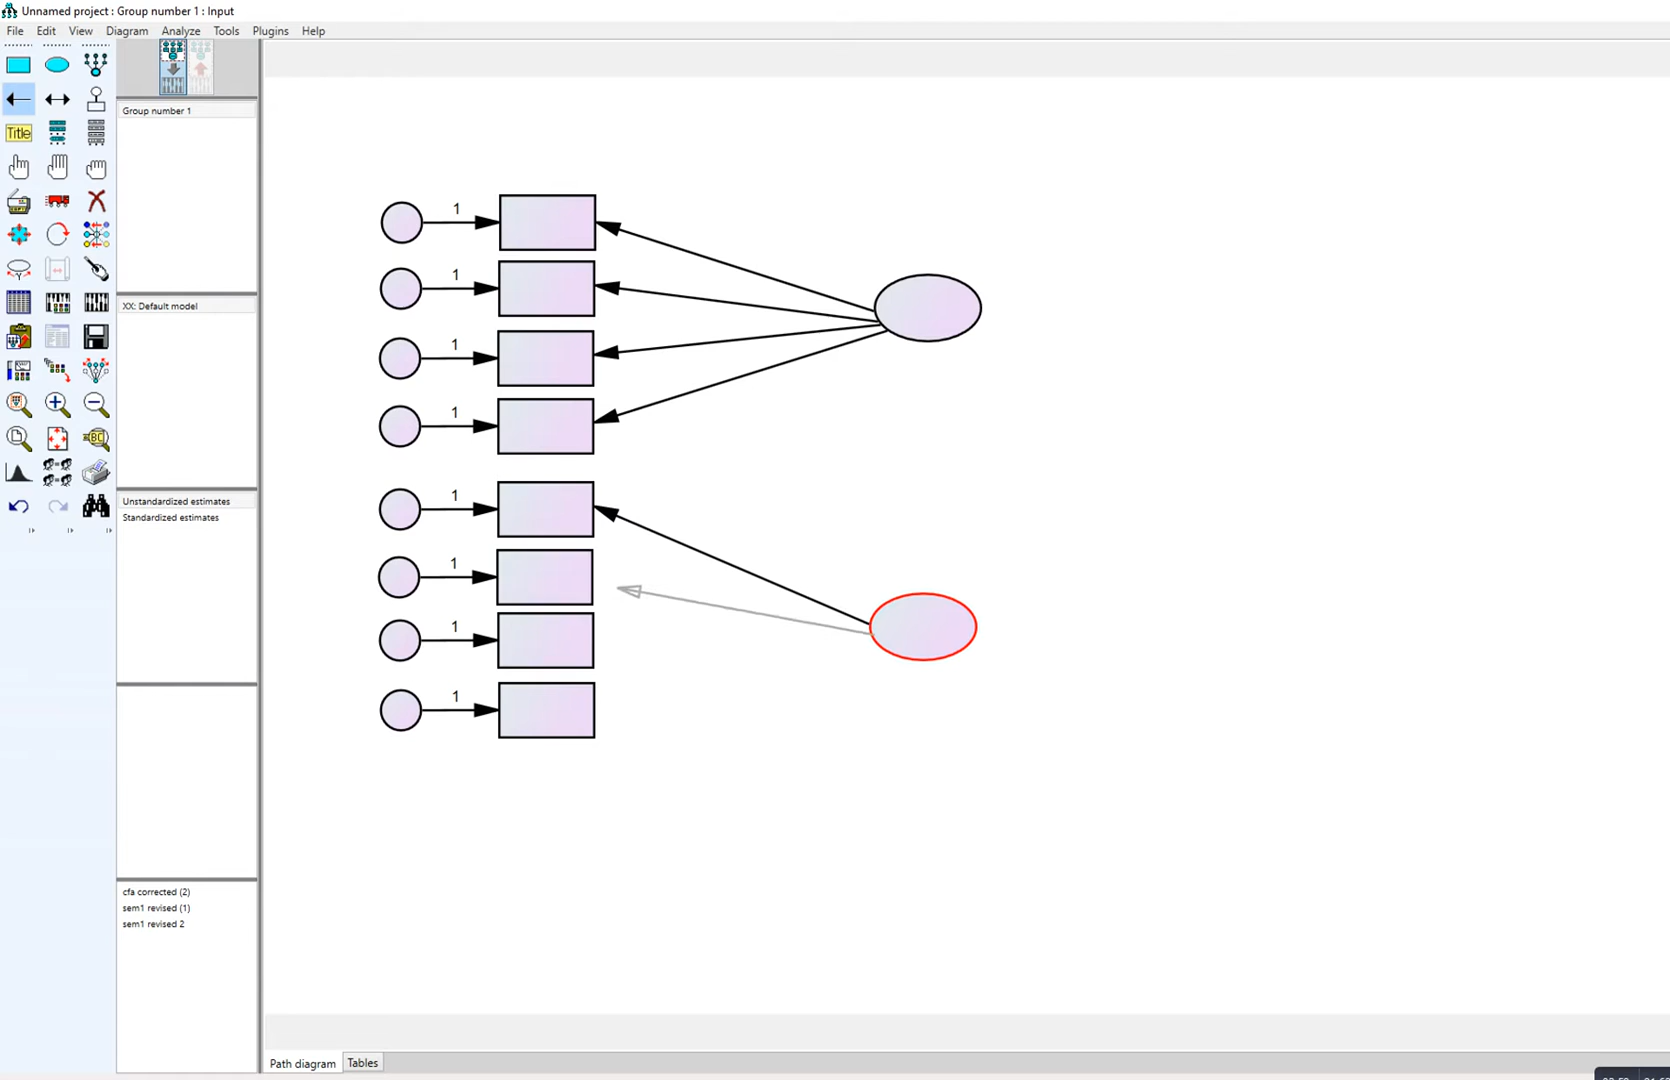 Unnamed project : Group number 1 : Input
File Edit View Diagram Analyze Tools Plugins Help
Title
Group number 1
XX: Default model
Unstandardized estimates
Standardized estimates
cfa corrected (2)
sem1 revised (1)
sem1 revised 2
1
1
1
1
1
1
1
1
Path diagram Tables